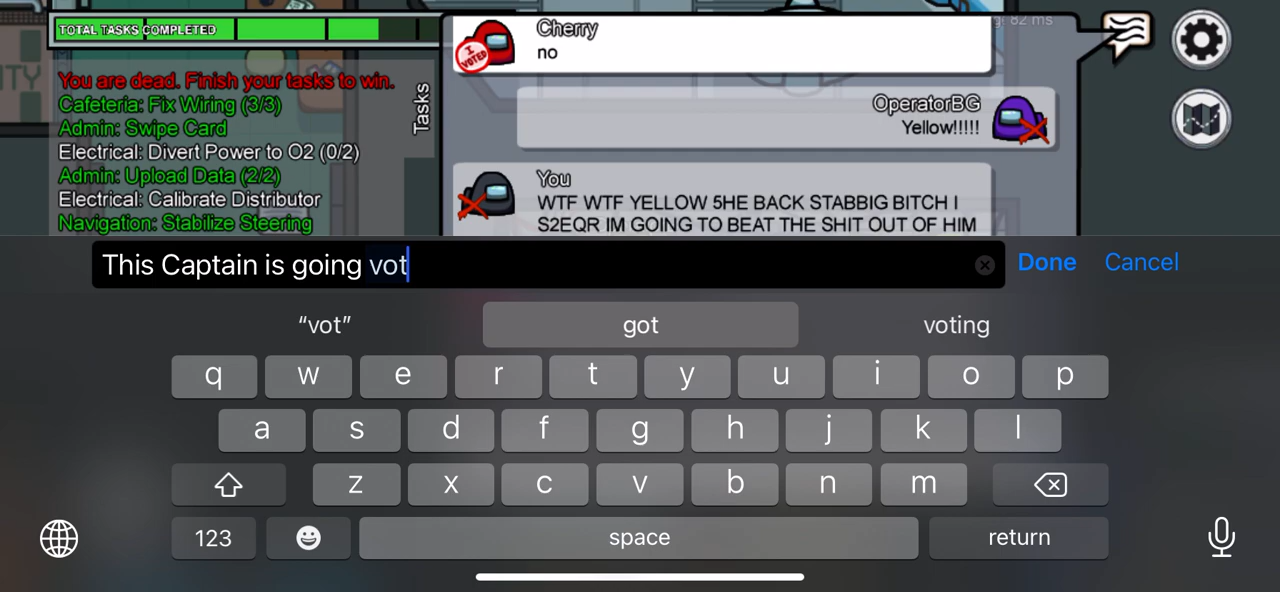 TOTAL TASKS COMPLETED
You are dead. Finish your tasks to win.
Cafeteria: Fix Wiring (3/3)
Admin: Swipe Card
Electrical: Divert Power to O2 (0/2)
Admin: Upload Data (2/2)
Electrical: Calibrate Distributor
Navigation: Stabilize Steering
Tasks
82 ms
Cherry
no
I VOTED
OperatorBG
Yellow!!!!!
You
WTF WTF YELLOW 5HE BACK STABBIG BITCH I
S2EQR IM GOING TO BEAT THE SHIT OUT OF HIM
This Captain is going vot
Done Cancel
“vot” got voting
q w e r t y u i o p
a s d f g h j k l
z x c v b n m
123 space return